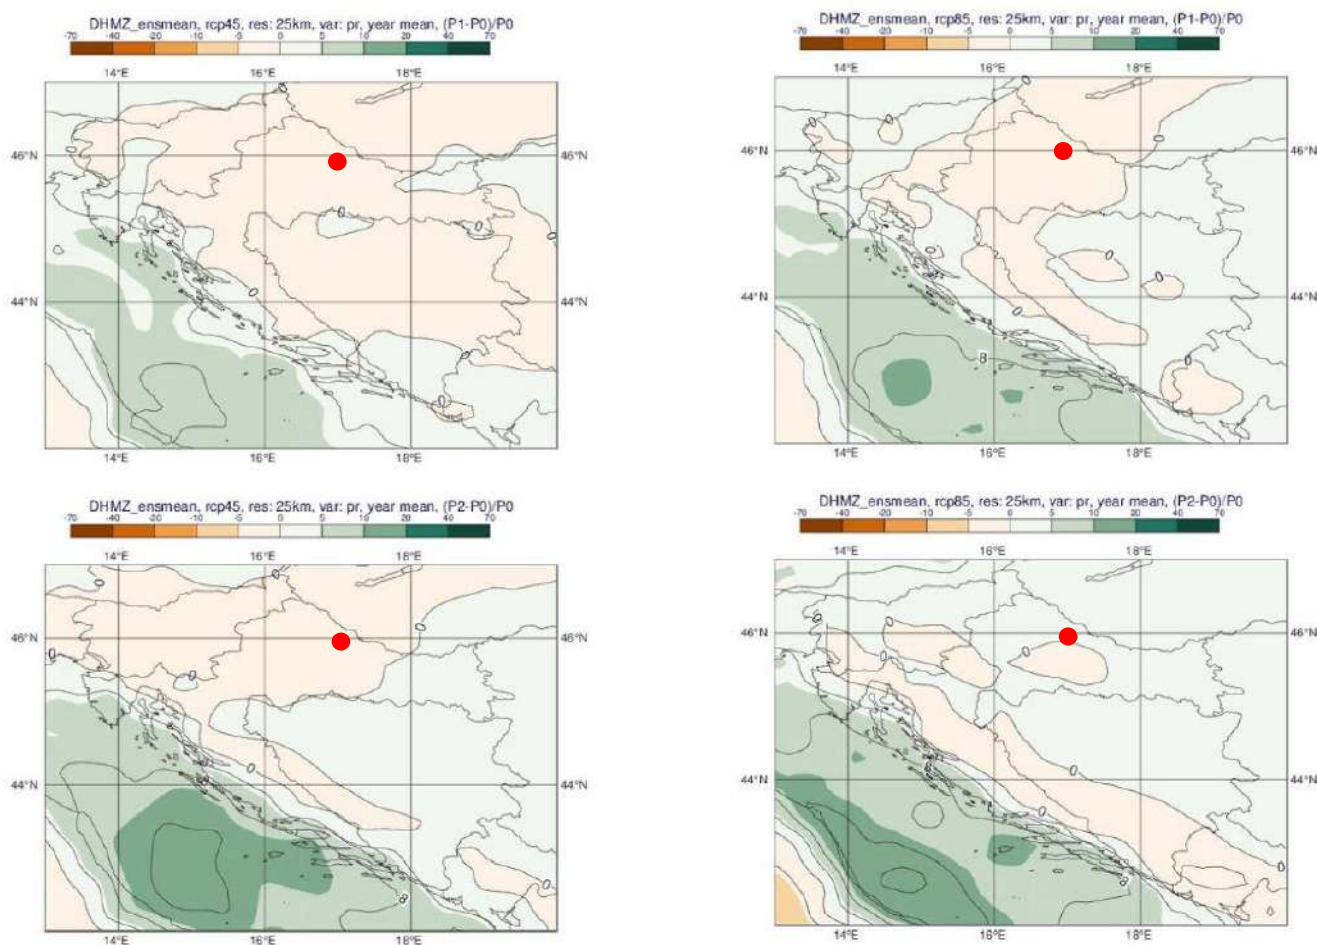 DHMZ_ensmean, rcp45, res: 25km, var: pr, year mean, (P1-P0)/P0
-70 -40 -20 -10 -5 0 5 10 20 40 70
14°E 16°E 18°E
46°N 46°N
44°N 44°N
14°E 16°E 18°E
DHMZ_ensmean, rcp85, res: 25km, var: pr, year mean, (P1-P0)/P0
-70 -40 -20 -10 -5 0 5 10 20 40 70
14°E 16°E 18°E
46°N 46°N
44°N 44°N
8
14°E 16°E 18°E
DHMZ_ensmean, rcp45, res: 25km, var: pr, year mean, (P2-P0)/P0
-70 -40 -20 -10 -5 0 5 10 20 40 70
14°E 16°E 18°E
46°N 46°N
44°N 44°N
8
14°E 16°E 18°E
DHMZ_ensmean, rcp85, res: 25km, var: pr, year mean, (P2-P0)/P0
-70 -40 -20 -10 -5 0 5 10 20 40 70
14°E 16°E 18°E
46°N 46°N
44°N 44°N
8
14°E 16°E 18°E